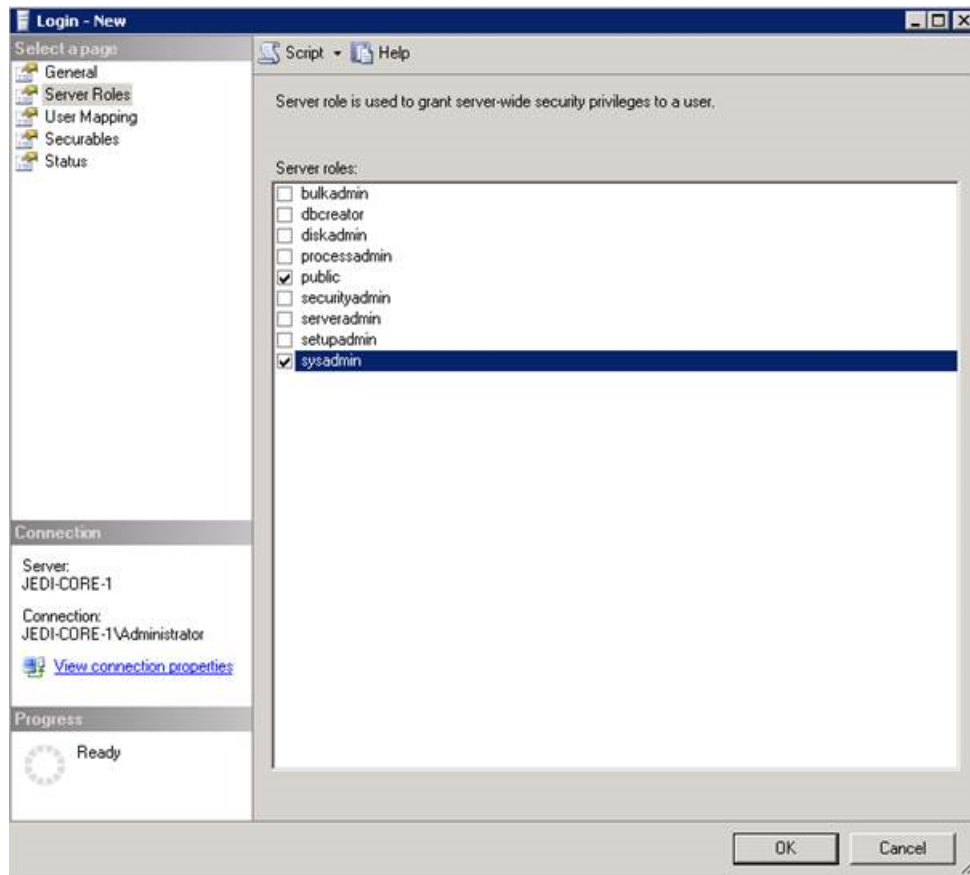 Login - New
Select a page
General
Server Roles
User Mapping
Securables
Status
Script
Help
Server role is used to grant server-wide security privileges to a user.
Server roles:
bulkadmin
dbcreator
diskadmin
processadmin
public
securityadmin
serveradmin
setupadmin
sysadmin
Connection
Server:
JEDI-CORE-1
Connection:
JEDI-CORE-1\Administrator
View connection properties
Progress
Ready
OK
Cancel